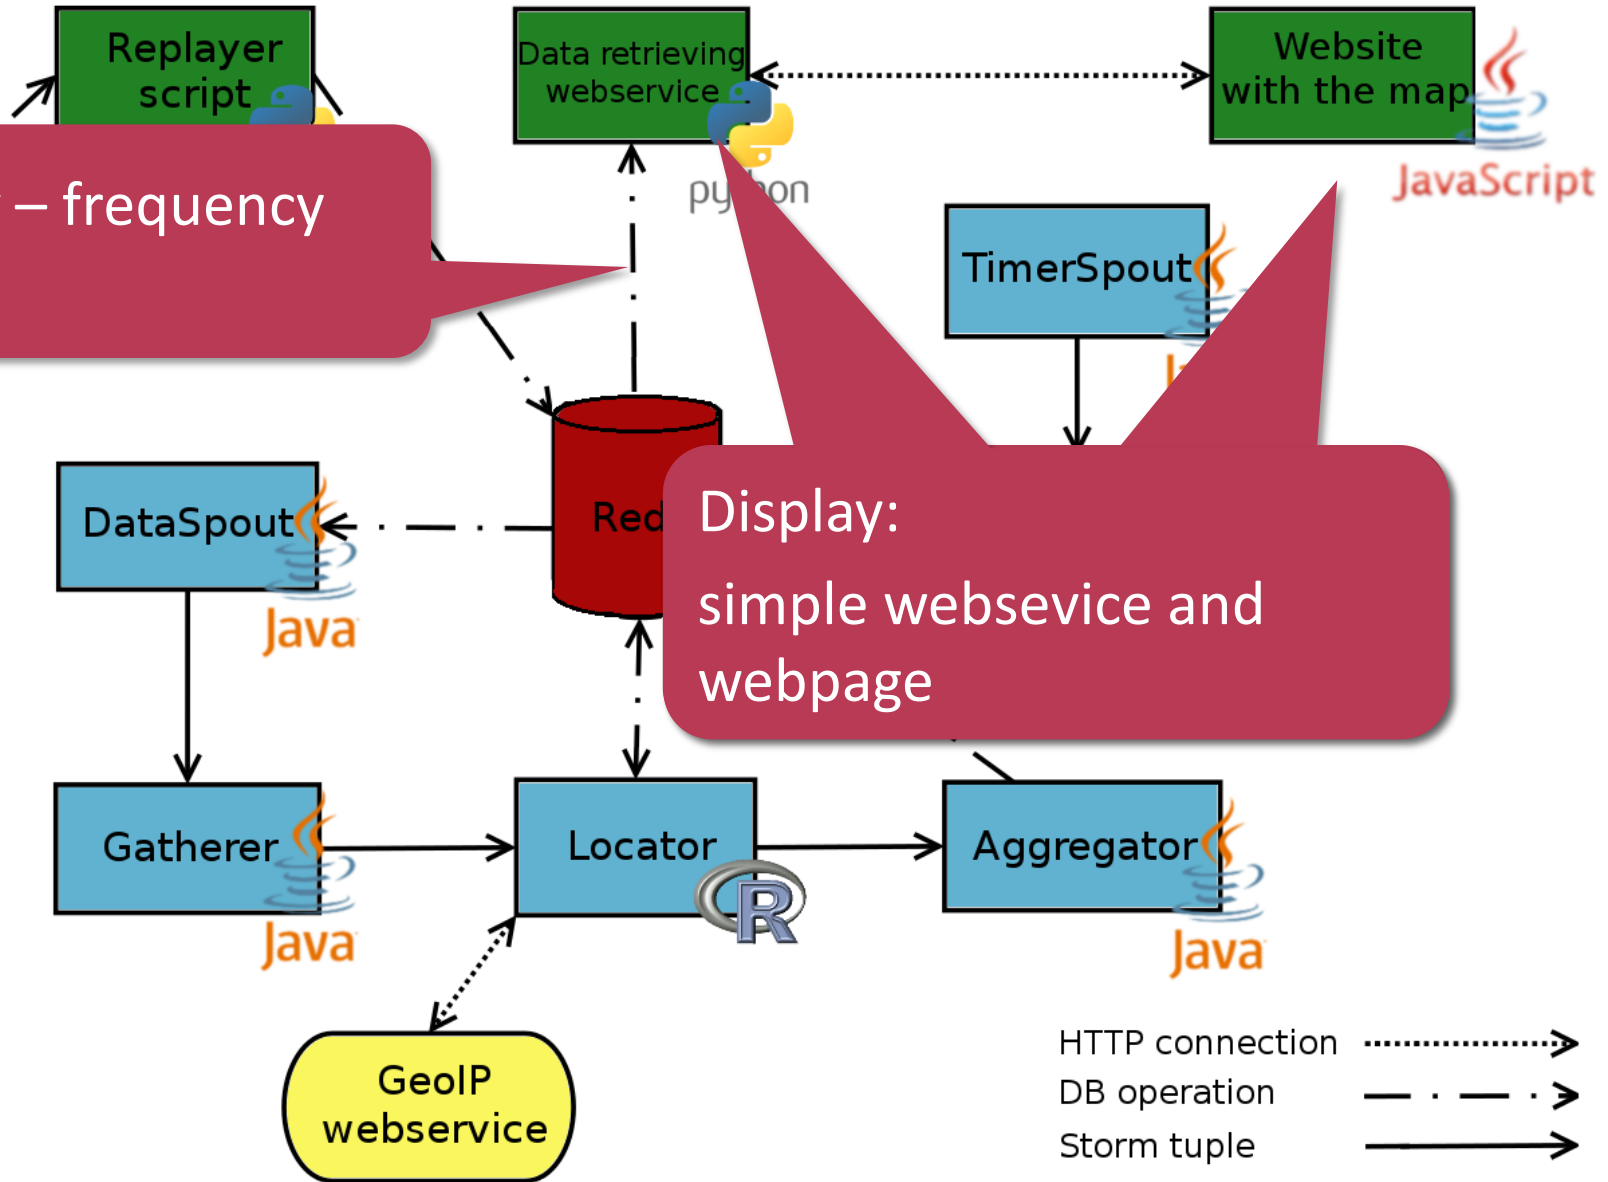 Replayer
script
Data retrieving
webservice
Website
with the map
JavaScript
– frequency
TimerSpout
DataSpout
Java
Display:
simple websevice and
webpage
Gatherer
Java
Locator
R
Aggregator
Java
GeoIP
webservice
HTTP connection
DB operation
Storm tuple